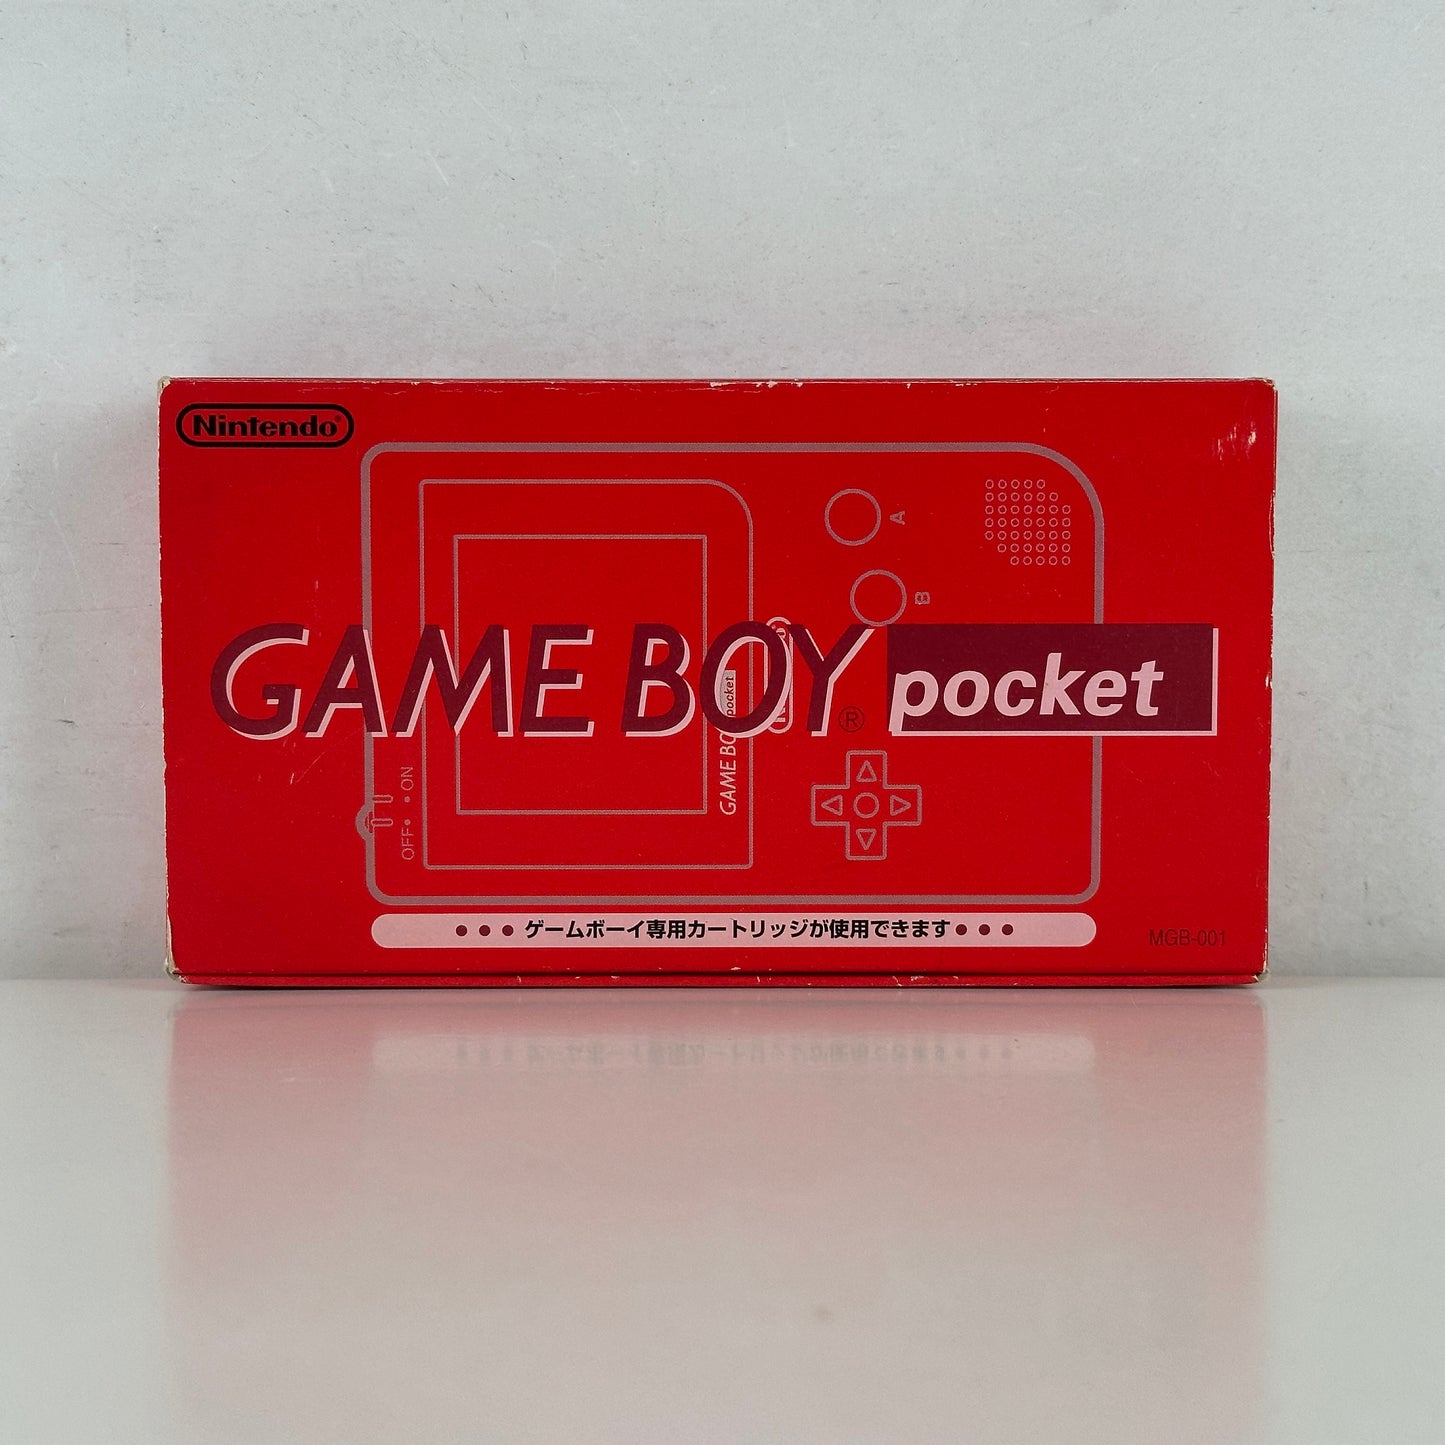 Nintendo®
A
B
GAME BOY® pocket
GAME BOY pocket
OFF• •ON
•••ゲームボーイ専用カートリッジが使用できます•••
MGB-001